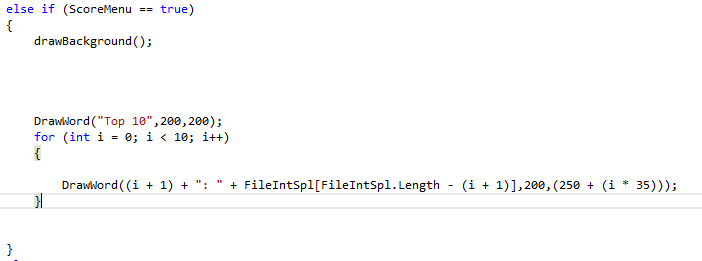 else if (ScoreMenu == true)
{
drawBackground();
DrawWord("Top 10",200,200);
for (int i = 0; i < 10; i++)
{
DrawWord((i + 1) + ": " + FileIntSpl[FileIntSpl.Length - (i + 1)],200,(250 + (i * 35)));
}
}